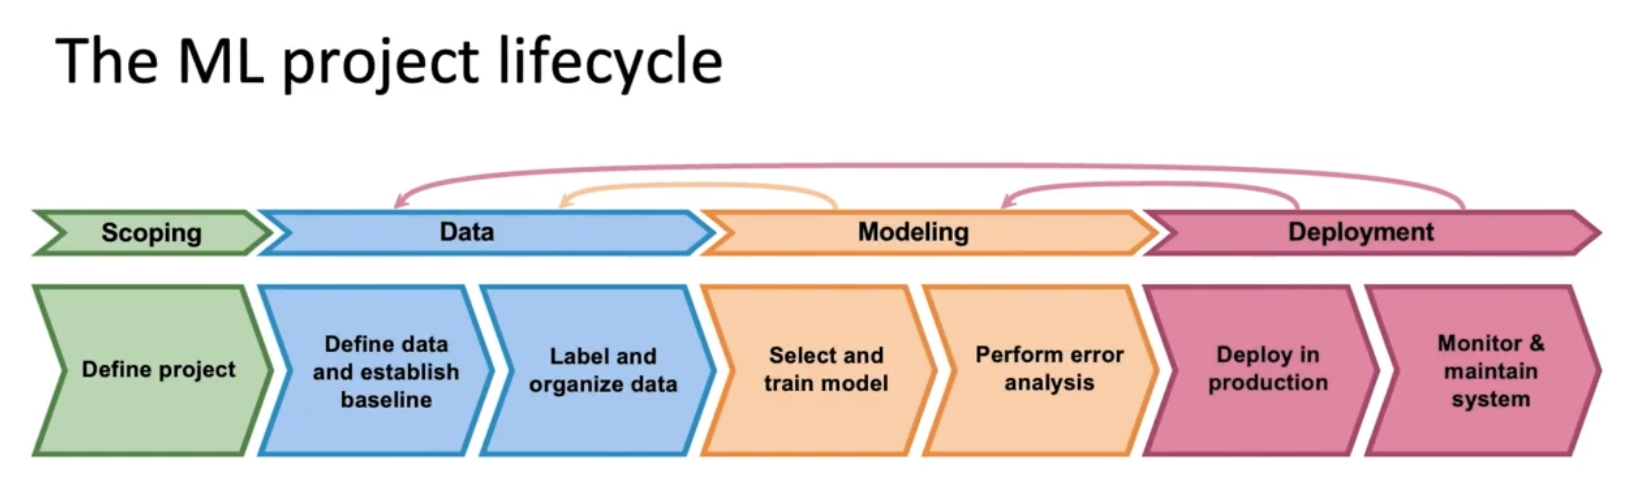 The ML project lifecycle
Scoping
Data
Modeling
Deployment
Define project
Define data
and establish
baseline
Label and
organize data
Select and
train model
Perform error
analysis
Deploy in
production
Monitor &
maintain
system